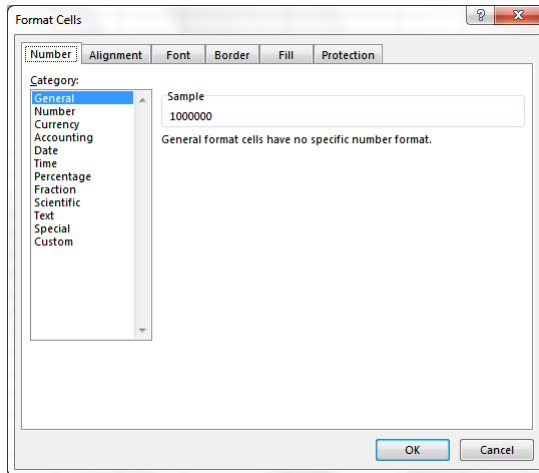 Format Cells
? X
Number Alignment Font Border Fill Protection
Category:
General
Number
Currency
Accounting
Date
Time
Percentage
Fraction
Scientific
Text
Special
Custom
Sample
1000000
General format cells have no specific number format.
OK Cancel